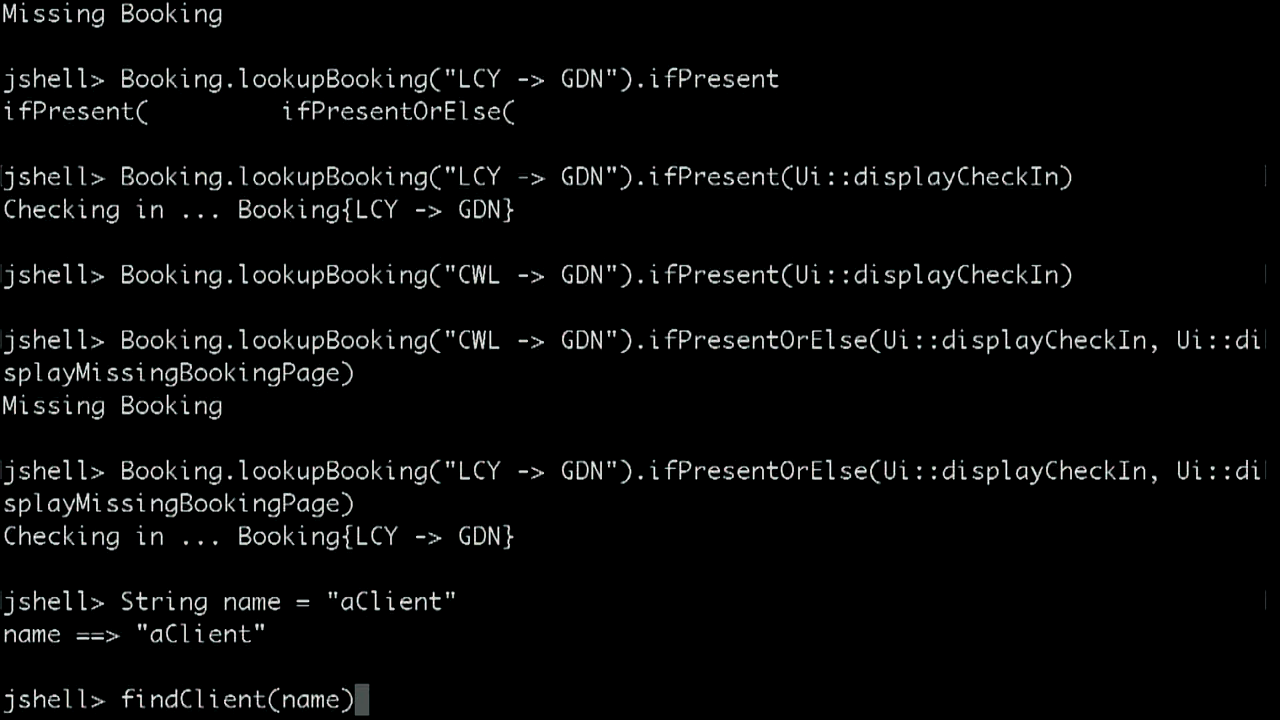 Missing Booking
jshell> Booking.lookupBooking("LCY -> GDN").ifPresent
ifPresent(         ifPresentOrElse(
jshell> Booking.lookupBooking("LCY -> GDN").ifPresent(Ui::displayCheckIn)
Checking in ... Booking{LCY -> GDN}
jshell> Booking.lookupBooking("CWL -> GDN").ifPresent(Ui::displayCheckIn)
jshell> Booking.lookupBooking("CWL -> GDN").ifPresentOrElse(Ui::displayCheckIn, Ui::di
splayMissingBookingPage)
Missing Booking
jshell> Booking.lookupBooking("LCY -> GDN").ifPresentOrElse(Ui::displayCheckIn, Ui::di
splayMissingBookingPage)
Checking in ... Booking{LCY -> GDN}
jshell> String name = "aClient"
name ==> "aClient"
jshell> findClient(name)